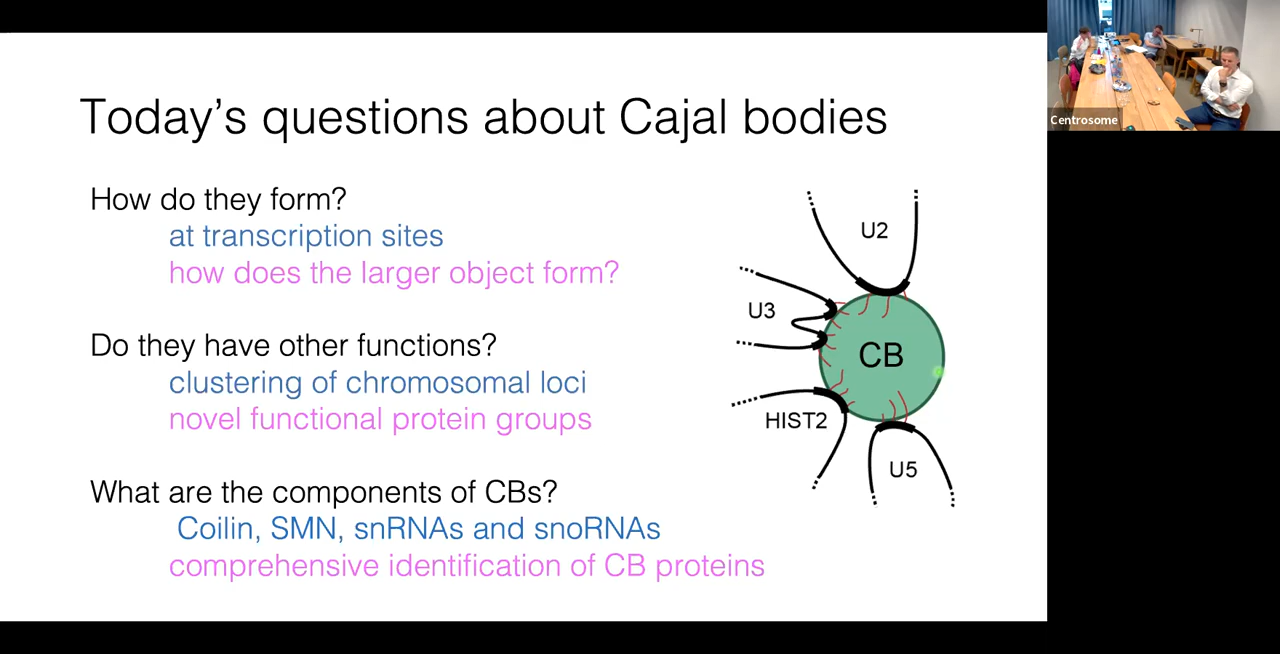 Today's questions about Cajal bodies
How do they form?
at transcription sites
how does the larger object form?
Do they have other functions?
clustering of chromosomal loci
novel functional protein groups
What are the components of CBs?
Coilin, SMN, snRNAs and snoRNAs
comprehensive identification of CB proteins
U2
U3
CB
HIST2
U5
Centrosome